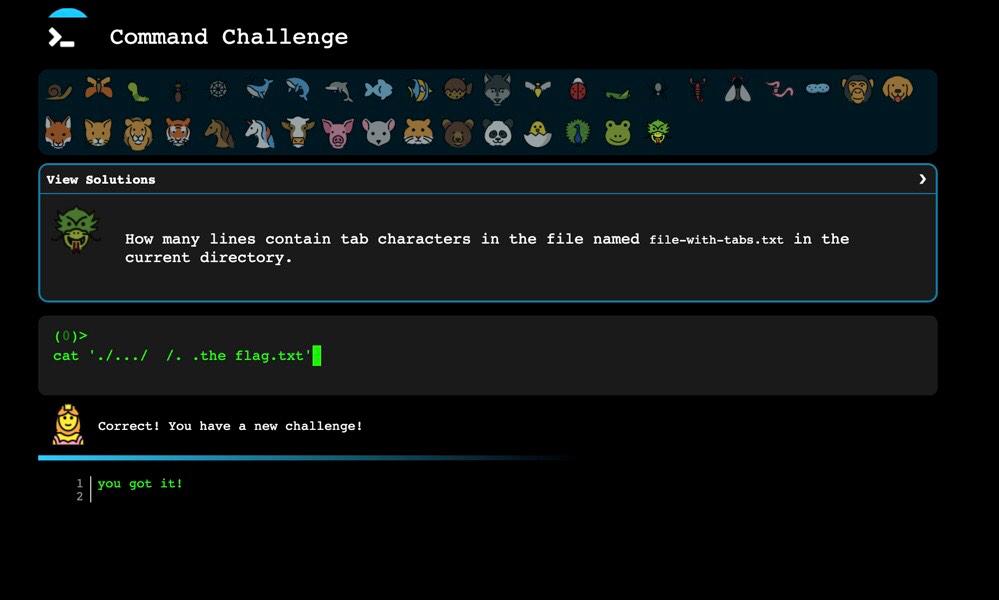 Command Challenge
View Solutions
How many lines contain tab characters in the file named file-with-tabs.txt in the
current directory.
(0)>
cat './.../  /. .the flag.txt'
Correct! You have a new challenge!
1 you got it!
2